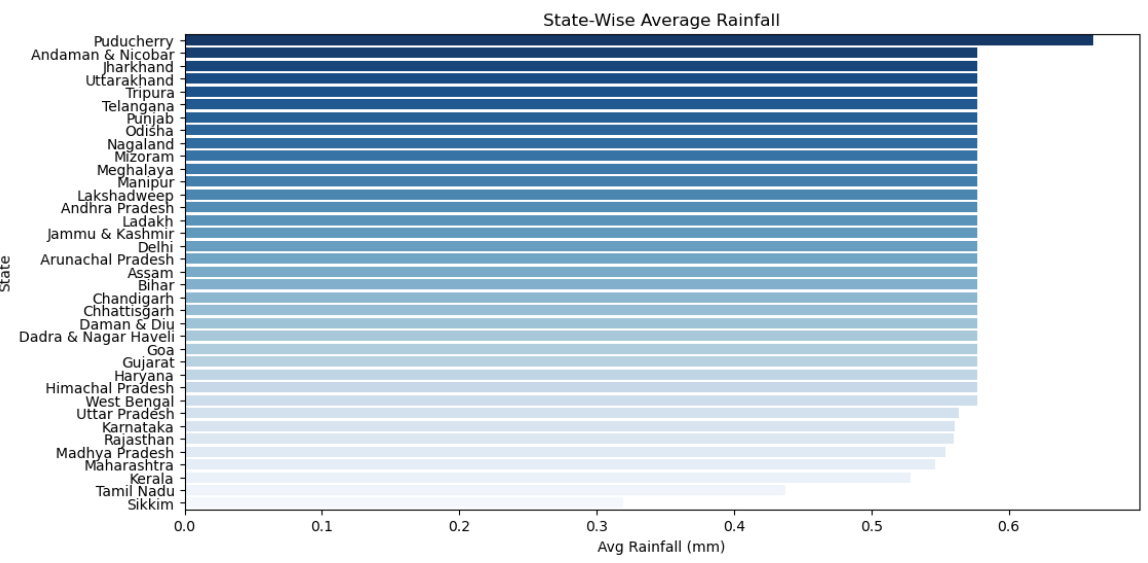 State-Wise Average Rainfall
Puducherry
Andaman & Nicobar
Jharkhand
Uttarakhand
Tripura
Telangana
Punjab
Odisha
Nagaland
Mizoram
Meghalaya
Manipur
Lakshadweep
Andhra Pradesh
Ladakh
Jammu & Kashmir
Delhi
Arunachal Pradesh
Assam
Bihar
Chandigarh
Chhattisgarh
Daman & Diu
Dadra & Nagar Haveli
Goa
Gujarat
Haryana
Himachal Pradesh
West Bengal
Uttar Pradesh
Karnataka
Rajasthan
Madhya Pradesh
Maharashtra
Kerala
Tamil Nadu
Sikkim
State
0.0 0.1 0.2 0.3 0.4 0.5 0.6
Avg Rainfall (mm)